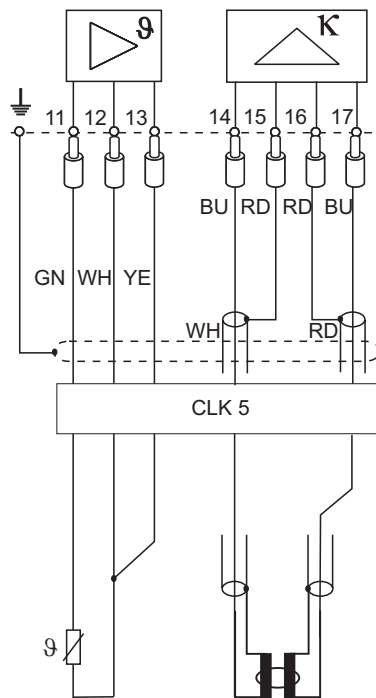 ϑ κ
11 12 13 14 15 16 17
BU RD RD BU
GN WH YE
WH RD
CLK 5
ϑ